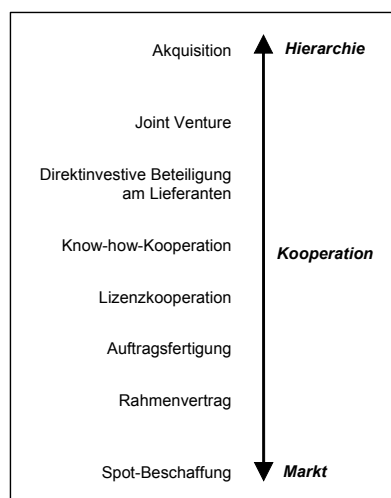 Akquisition
Hierarchie
Joint Venture
Direktinvestive Beteiligung
am Lieferanten
Know-how-Kooperation
Kooperation
Lizenzkooperation
Auftragsfertigung
Rahmenvertrag
Spot-Beschaffung
Markt